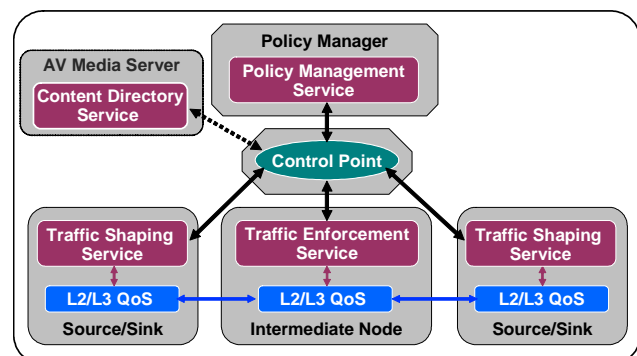 Policy Manager
AV Media Server
Policy Management
Service
Content Directory
Service
Control Point
Traffic Shaping
Service
Traffic Enforcement
Service
Traffic Shaping
Service
L2/L3 QoS
L2/L3 QoS
L2/L3 QoS
Source/Sink
Intermediate Node
Source/Sink